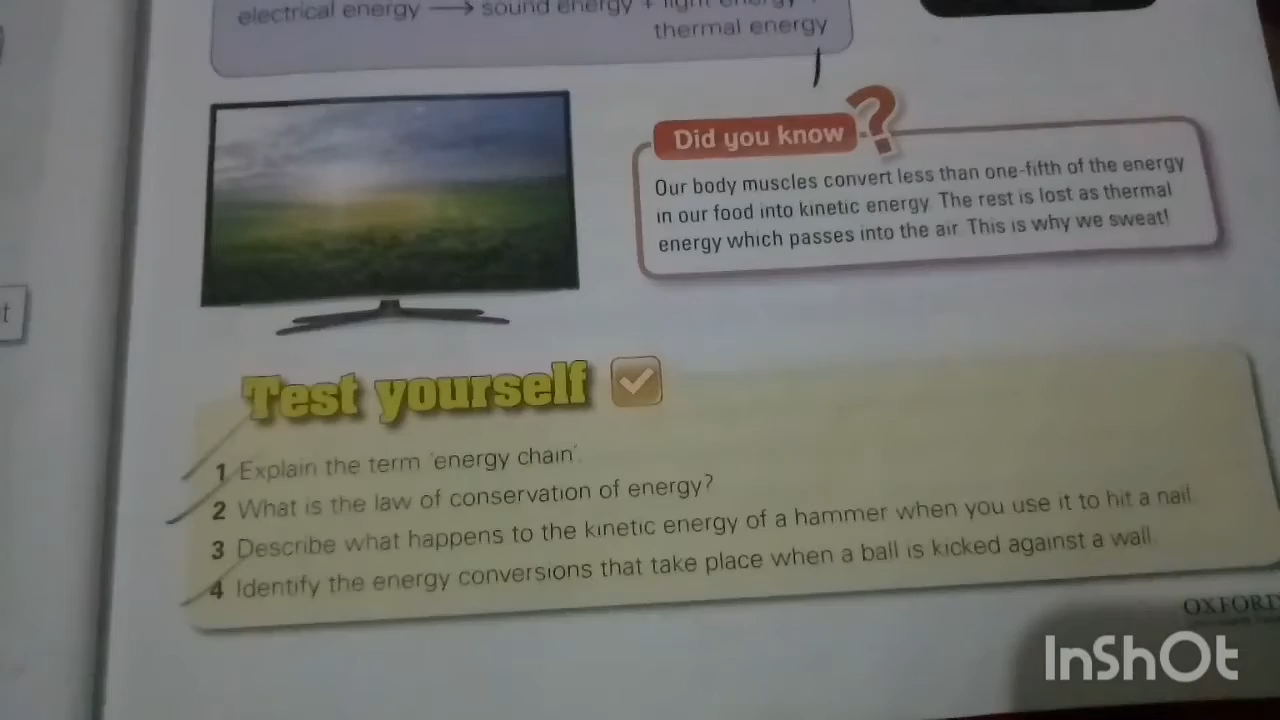 electrical energy ⟶ sound energy + light energy +
thermal energy
Did you know ?
Our body muscles convert less than one-fifth of the energy
in our food into kinetic energy. The rest is lost as thermal
energy which passes into the air. This is why we sweat!
t
Test yourself
1 Explain the term 'energy chain'.
2 What is the law of conservation of energy?
3 Describe what happens to the kinetic energy of a hammer when you use it to hit a nail.
4 Identify the energy conversions that take place when a ball is kicked against a wall.
OXFORD
InShOt